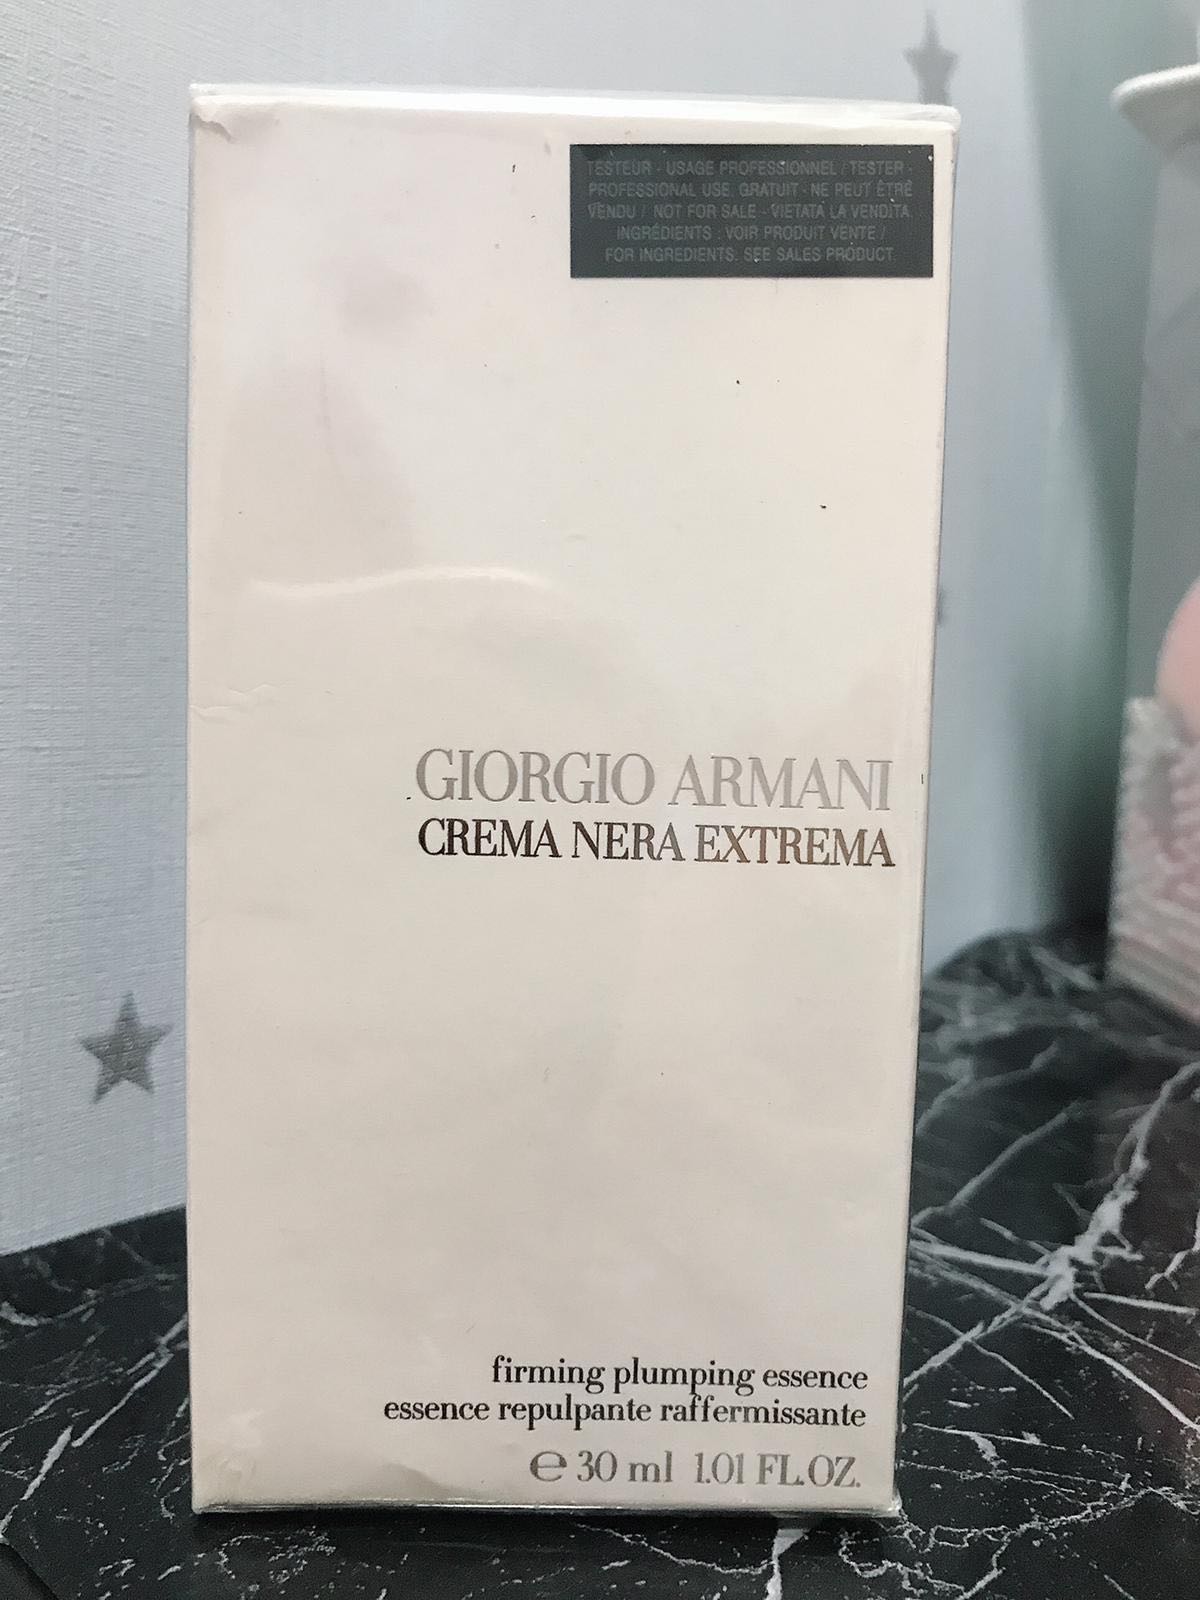 TESTEUR - USAGE PROFESSIONNEL / TESTER -
PROFESSIONAL USE. GRATUIT - NE PEUT ÊTRE
VENDU / NOT FOR SALE - VIETATA LA VENDITA.
INGRÉDIENTS : VOIR PRODUIT VENTE /
FOR INGREDIENTS: SEE SALES PRODUCT.
GIORGIO ARMANI
CREMA NERA EXTREMA
firming plumping essence
essence repulpante raffermissante
℮ 30 ml 1.01 FL.OZ.